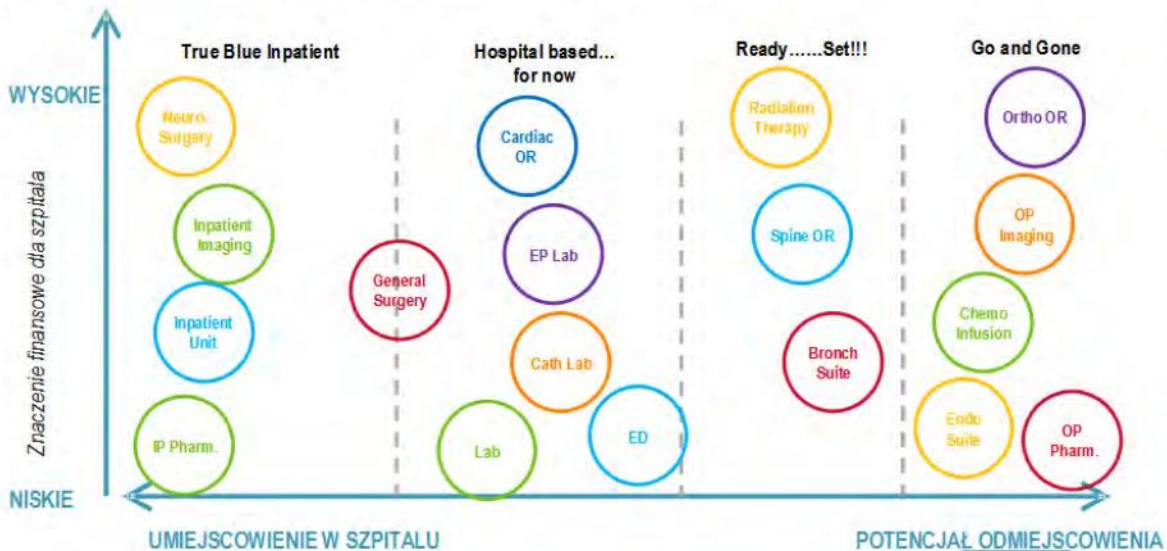 True Blue Inpatient
Hospital based…
for now
Ready……Set!!!
Go and Gone
WYSOKIE
Znaczenie finansowe dla szpitala
NISKIE
Neuro-
Surgery
Inpatient
Imaging
Inpatient
Unit
IP Pharm.
General
Surgery
Cardiac
OR
EP Lab
Cath Lab
Lab
ED
Radiation
Therapy
Spine OR
Bronch
Suite
Ortho OR
OP
Imaging
Chemo
Infusion
Endo
Suite
OP
Pharm.
UMIEJSCOWIENIE W SZPITALU
POTENCJAŁ ODMIEJSCOWIENIA